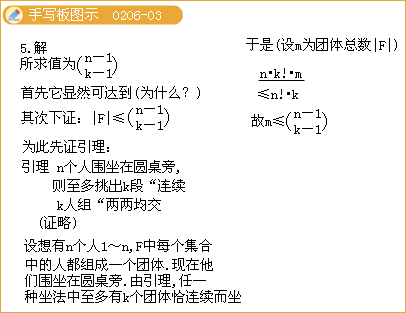 手写板图示 0206-03
5.解
所求值为(n-1
k-1)
首先它显然可达到(为什么?)
其次下证: |F|≤(n-1
k-1)
为此先证引理:
引理 n个人围坐在圆桌旁,
则至多挑出k段“连续
k人组“两两均交
(证略)
设想有n个人1~n,F中每个集合
中的人都组成一个团体.现在他
们围坐在圆桌旁.由引理,任一
种坐法中至多有k个团体恰连续而坐
于是(设m为团体总数|F|)
n·k!·m
≤n!·k
故m≤(n-1
k-1)